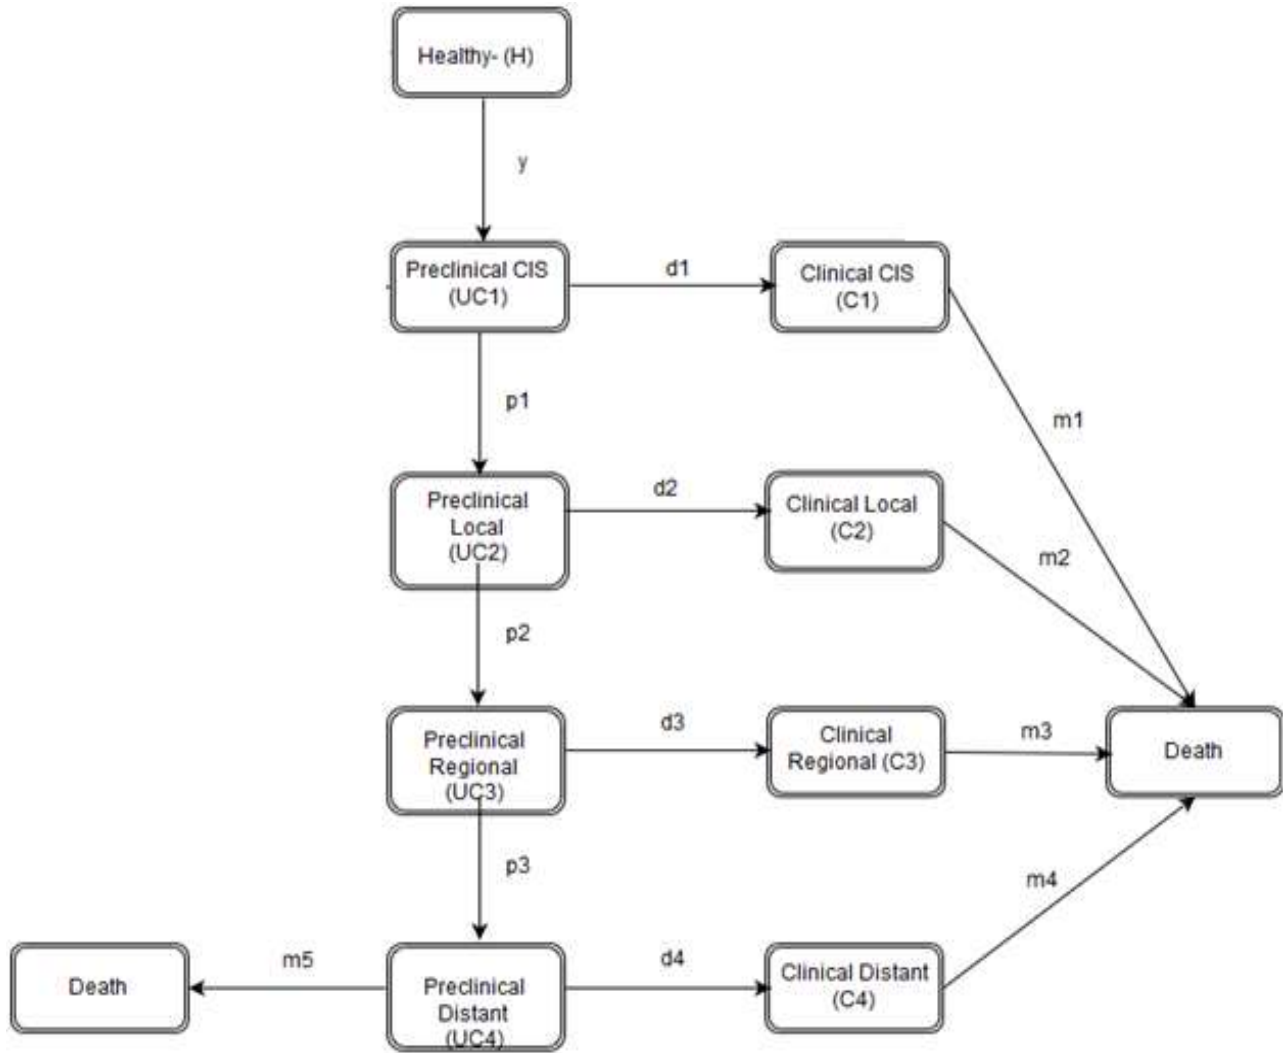 Healthy- (H)
y
Preclinical CIS
(UC1)
d1
Clinical CIS
(C1)
p1
m1
Preclinical
Local
(UC2)
d2
Clinical Local
(C2)
m2
p2
Preclinical
Regional
(UC3)
d3
Clinical
Regional (C3)
m3
Death
p3
m4
Death
m5
Preclinical
Distant
(UC4)
d4
Clinical Distant
(C4)